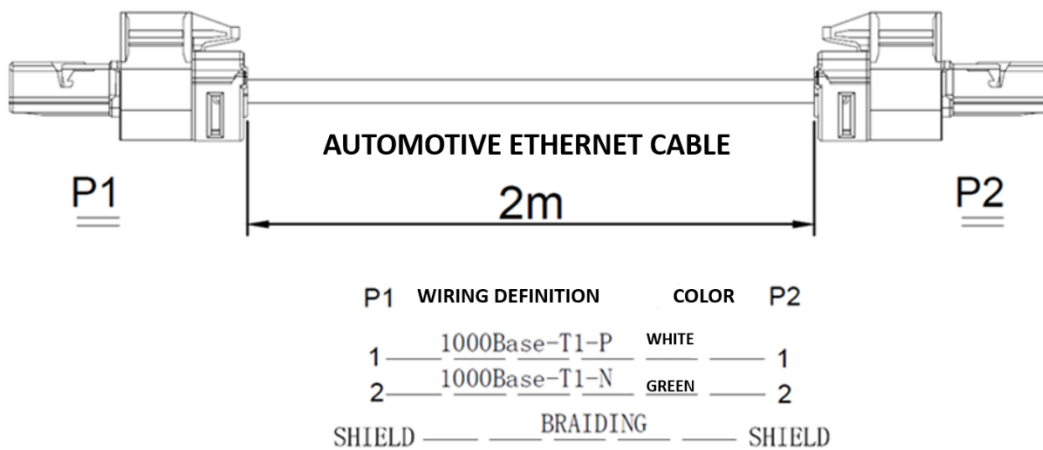 AUTOMOTIVE ETHERNET CABLE
P1 2m P2
P1 WIRING DEFINITION COLOR P2
1 1000Base-T1-P WHITE 1
2 1000Base-T1-N GREEN 2
SHIELD BRAIDING SHIELD